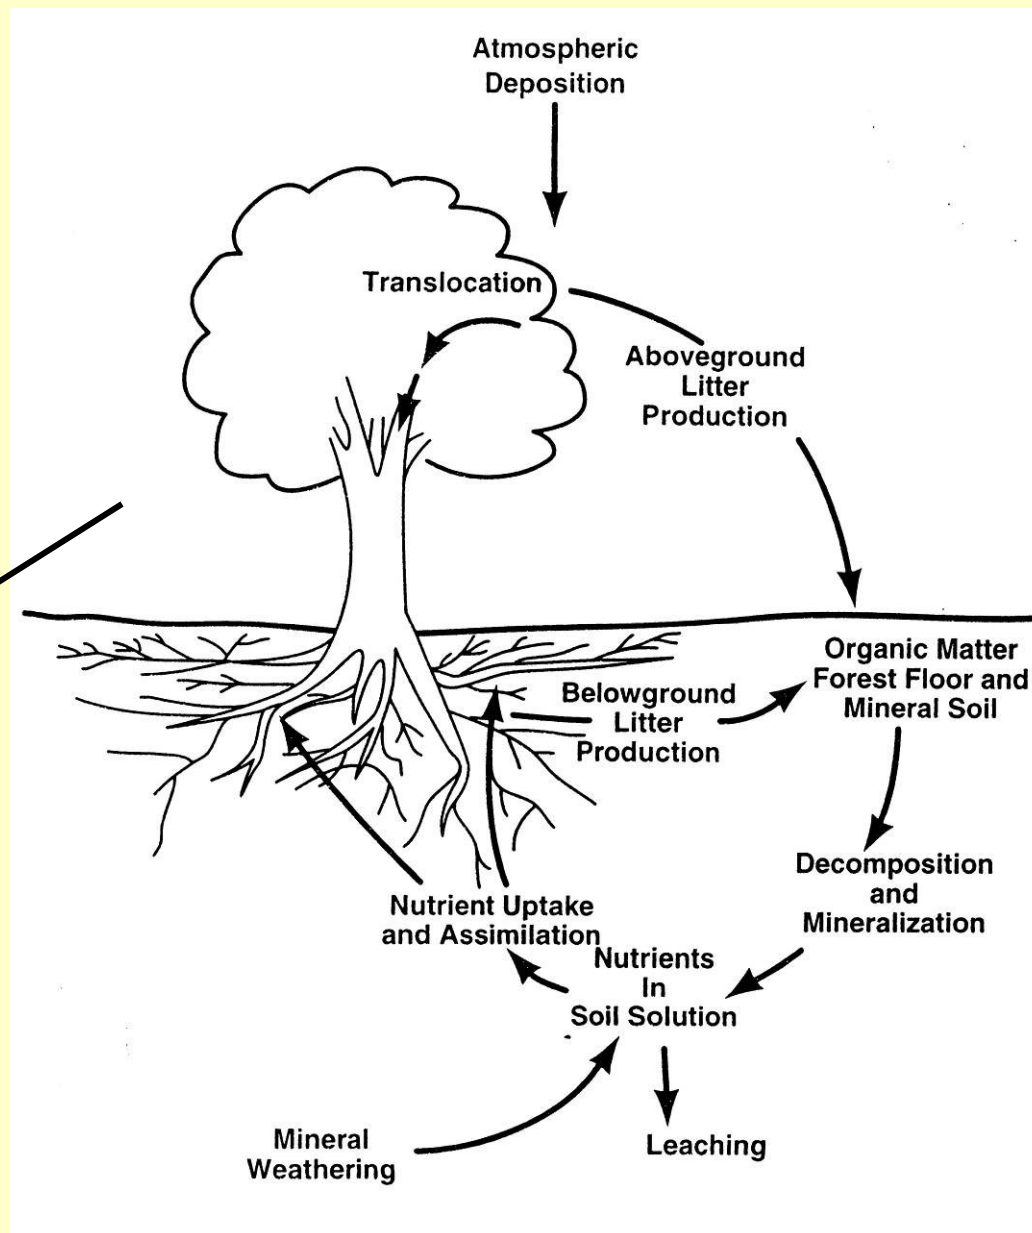 Atmospheric
Deposition
Translocation
Aboveground
Litter
Production
Organic Matter
Forest Floor and
Mineral Soil
Belowground
Litter
Production
Decomposition
and
Mineralization
Nutrient Uptake
and Assimilation
Nutrients
In
Soil Solution
Mineral
Weathering
Leaching